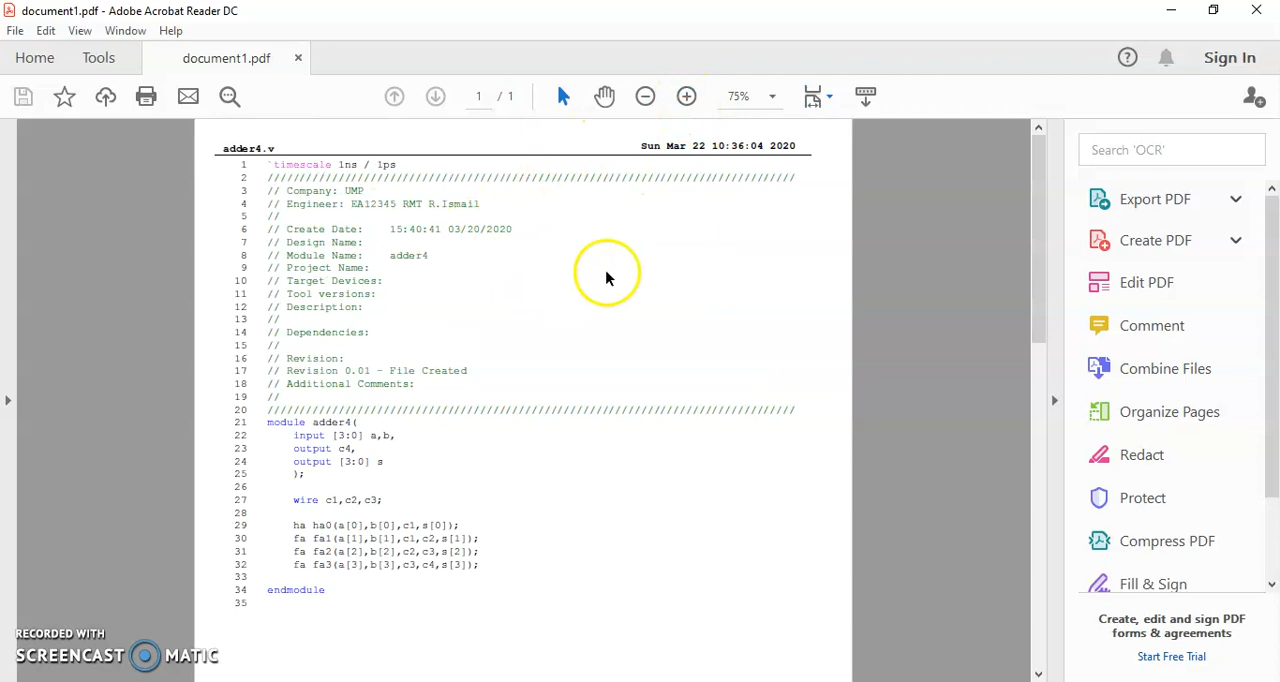 document1.pdf - Adobe Acrobat Reader DC
File Edit View Window Help
Home Tools document1.pdf × Sign In
1 / 1 75%
adder4.v Sun Mar 22 10:36:04 2020
1 `timescale 1ns / 1ps
2 //////////////////////////////////////////////////////////////////////////////////
3 // Company: UMP
4 // Engineer: EA12345 RMT R.Ismail
5 //
6 // Create Date: 15:40:41 03/20/2020
7 // Design Name:
8 // Module Name: adder4
9 // Project Name:
10 // Target Devices:
11 // Tool versions:
12 // Description:
13 //
14 // Dependencies:
15 //
16 // Revision:
17 // Revision 0.01 - File Created
18 // Additional Comments:
19 //
20 //////////////////////////////////////////////////////////////////////////////////
21 module adder4(
22 input [3:0] a,b,
23 output c4,
24 output [3:0] s
25 );
26
27 wire c1,c2,c3;
28
29 ha ha0(a[0],b[0],c1,s[0]);
30 fa fa1(a[1],b[1],c1,c2,s[1]);
31 fa fa2(a[2],b[2],c2,c3,s[2]);
32 fa fa3(a[3],b[3],c3,c4,s[3]);
33
34 endmodule
35
Search 'OCR'
Export PDF
Create PDF
Edit PDF
Comment
Combine Files
Organize Pages
Redact
Protect
Compress PDF
Fill & Sign
Create, edit and sign PDF
forms & agreements
Start Free Trial
RECORDED WITH
SCREENCAST MATIC